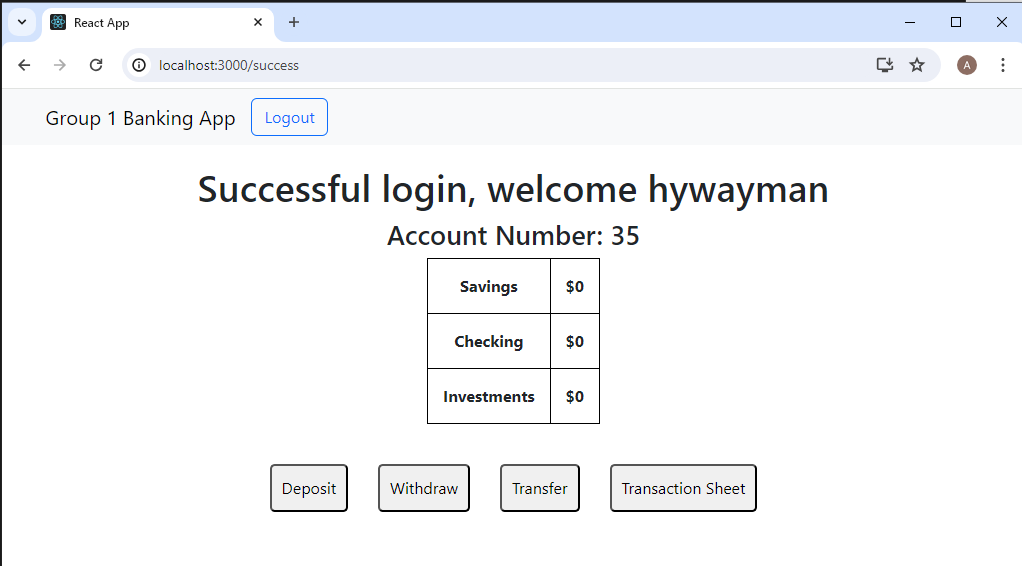 React App
localhost:3000/success
A
Group 1 Banking App Logout
Successful login, welcome hywayman
Account Number: 35
Savings $0
Checking $0
Investments $0
Deposit Withdraw Transfer Transaction Sheet